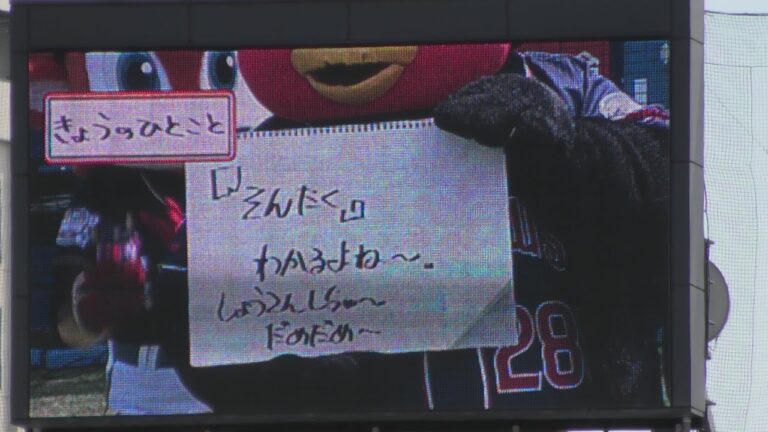 きょうのひとこと
『そんたく』
わかるよね〜。
しょうこんしちゅ〜
だめだめ〜
28